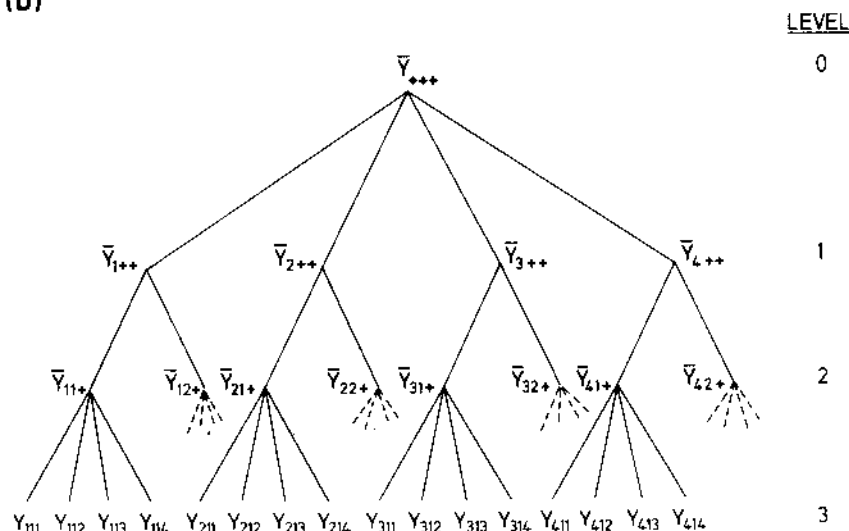 (b)
LEVEL
Ȳ+++ 0
Ȳ1++ Ȳ2++ Ȳ3++ Ȳ4++ 1
Ȳ11+ Ȳ12+ Ȳ21+ Ȳ22+ Ȳ31+ Ȳ32+ Ȳ41+ Ȳ42+ 2
Y111 Y112 Y113 Y114 Y211 Y212 Y213 Y214 Y311 Y312 Y313 Y314 Y411 Y412 Y413 Y414 3